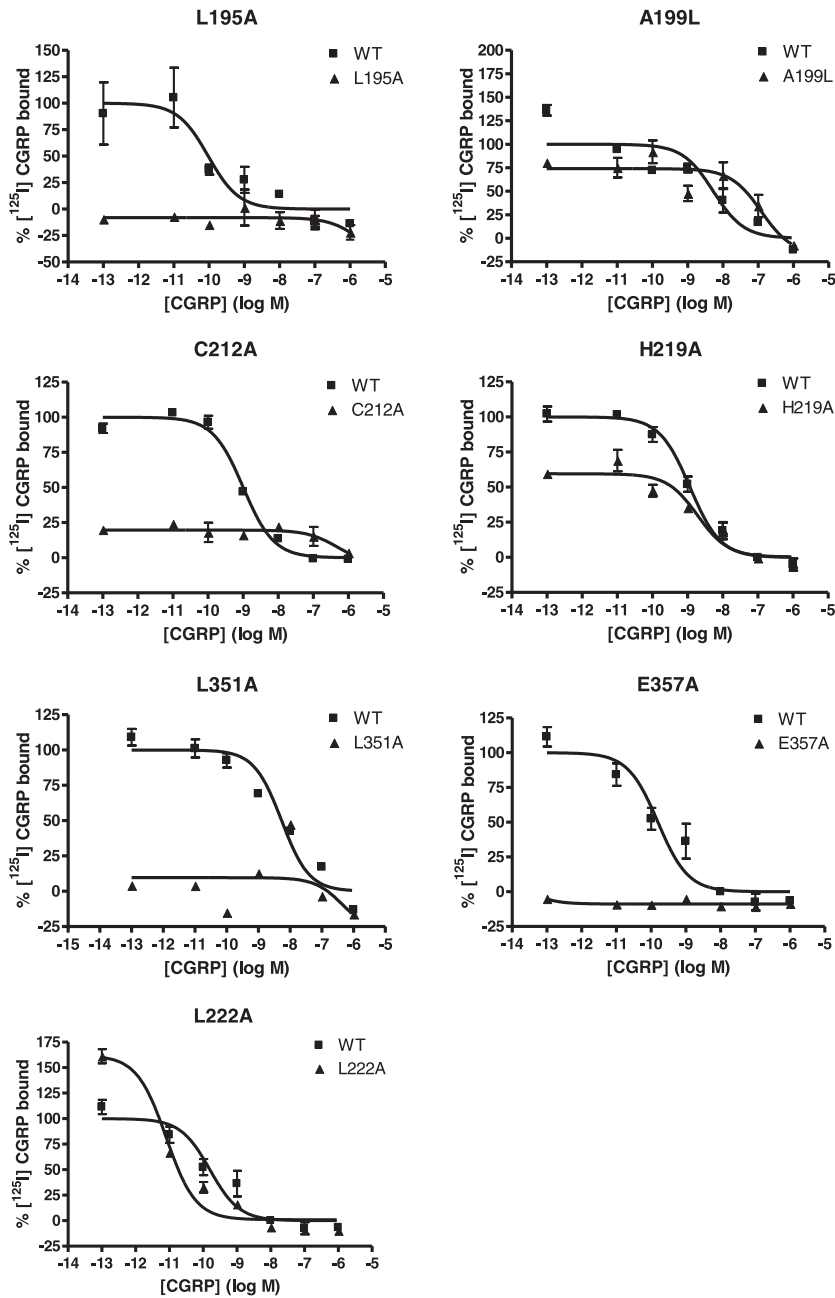 L195A
WT
L195A
150
125
100
75
50
25
0
-25
-50
% [125I] CGRP bound
-14 -13 -12 -11 -10 -9 -8 -7 -6 -5
[CGRP] (log M)
A199L
WT
A199L
200
175
150
125
100
75
50
25
0
-25
% [125I] CGRP bound
-14 -13 -12 -11 -10 -9 -8 -7 -6 -5
[CGRP] (log M)
C212A
WT
C212A
125
100
75
50
25
0
-25
% [125I] CGRP bound
-14 -13 -12 -11 -10 -9 -8 -7 -6 -5
[CGRP] (log M)
H219A
WT
H219A
125
100
75
50
25
0
-25
% [125I] CGRP bound
-14 -13 -12 -11 -10 -9 -8 -7 -6 -5
[CGRP] (log M)
L351A
WT
L351A
125
100
75
50
25
0
-25
% [125I] CGRP bound
-15 -14 -13 -12 -11 -10 -9 -8 -7 -6 -5
[CGRP] (log M)
E357A
WT
E357A
125
100
75
50
25
0
-25
% [125I] CGRP bound
-14 -13 -12 -11 -10 -9 -8 -7 -6 -5
[CGRP] (log M)
L222A
WT
L222A
175
150
125
100
75
50
25
0
-25
% [125I] CGRP bound
-14 -13 -12 -11 -10 -9 -8 -7 -6 -5
[CGRP] (log M)